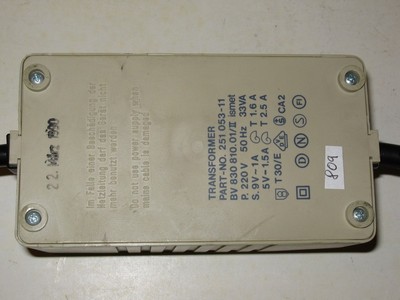 TRANSFORMER
PART-NO. 251 053-11
BV 830 810.01/II ismet
P. 220 V 50 Hz 33VA
S. 9V~1A T 1.6 A
5V-1.5A T 2.5 A
T30/E CA2
D N S FI
809
Im Falle einer Beschädigung der
Netzleitung darf das Gerät nicht
mehr benutzt werden.
Do not use power supply when
mains cable is damaged.
22. März 1990